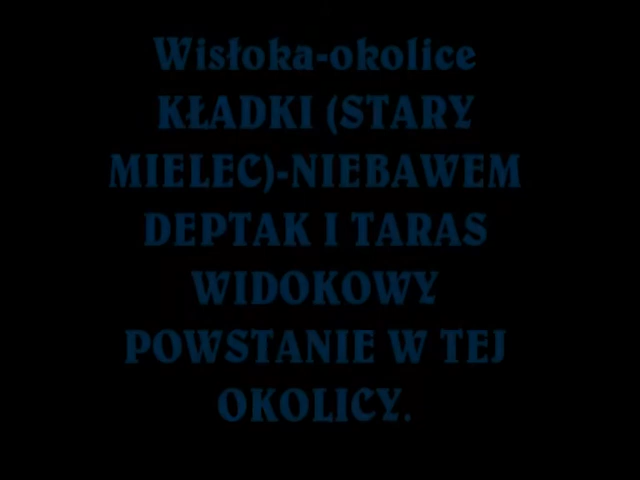 Wisłoka-okolice
KŁADKI (STARY
MIELEC)-NIEBAWEM
DEPTAK I TARAS
WIDOKOWY
POWSTANIE W TEJ
OKOLICY.